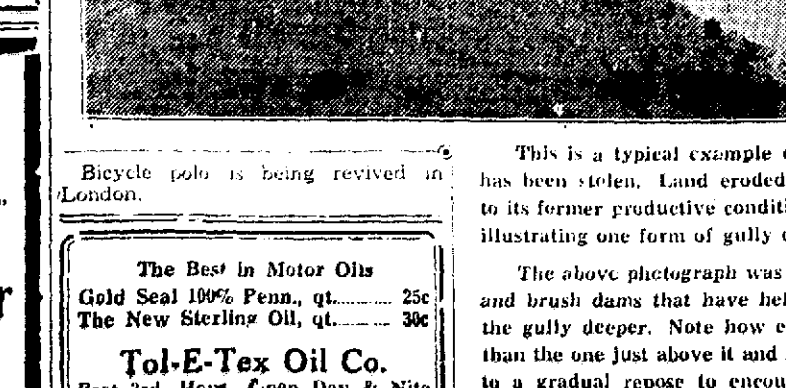 Bicycle polo is being revived in
London.
The Best in Motor Oils
Gold Seal 100% Penn., qt.......... 25c
The New Sterling Oil, qt......... 30c
Tol-E-Tex Oil Co.
Open Day & Nite
This is a typical example
has been stolen. Land eroded
to its former productive
illustrating one form of gully
The above photograph was
and brush dams that have
the gully deeper. Note how
than the one just above it and
to a gradual repose to